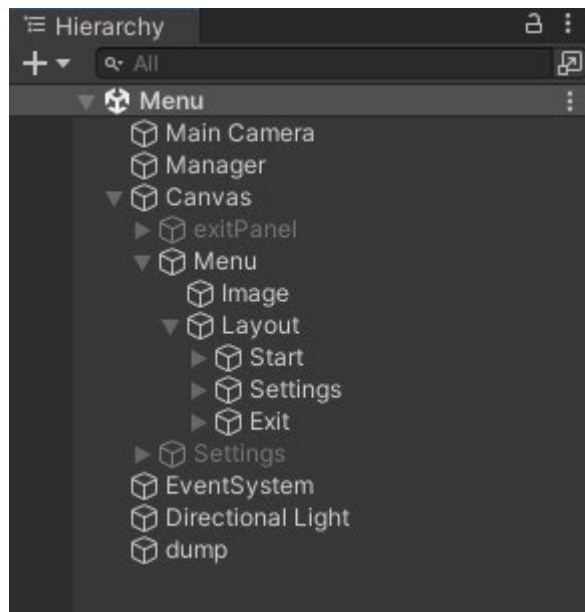 Hierarchy
All
Menu
Main Camera
Manager
Canvas
exitPanel
Menu
Image
Layout
Start
Settings
Exit
Settings
EventSystem
Directional Light
dump